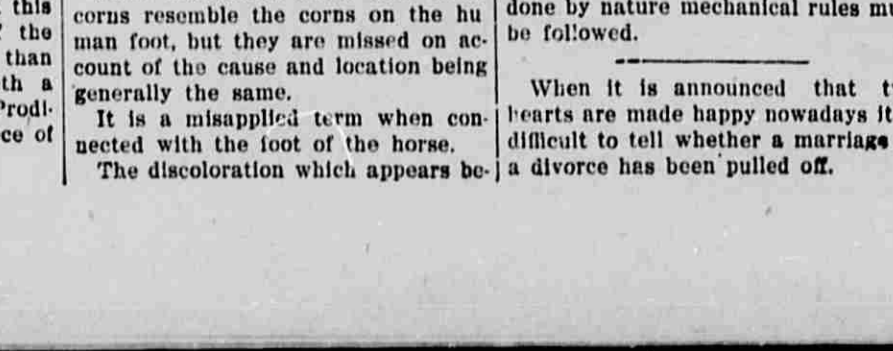 this
the
than
th a
Prodi-
ce of
corns resemble the corns on the hu
man foot, but they are missed on ac-
count of the cause and location being
generally the same.
It is a misapplied term when con-
nected with the foot of the horse.
The discoloration which appears be-
done by nature mechanical rules mu
be followed.
When it is announced that t
hearts are made happy nowadays it
difficult to tell whether a marriage
a divorce has been pulled off.